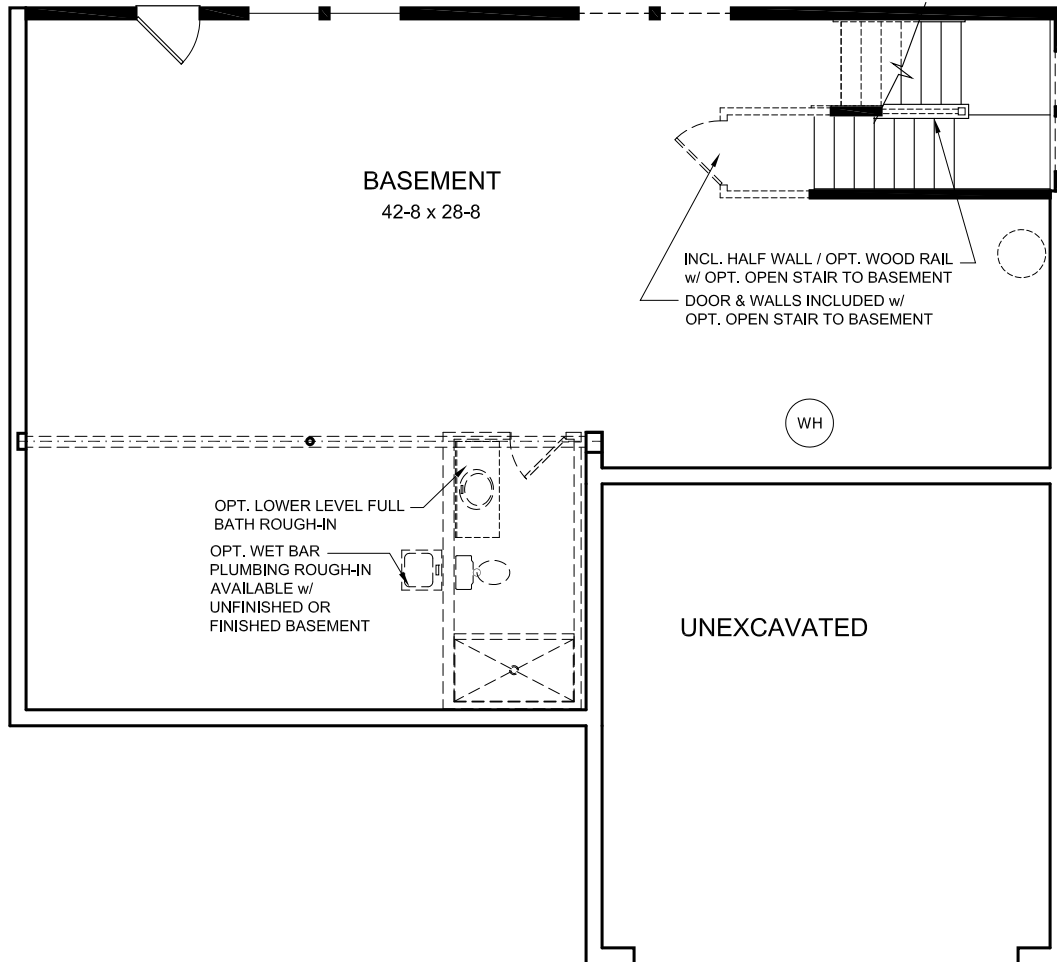 BASEMENT
42-8 x 28-8
INCL. HALF WALL / OPT. WOOD RAIL
w/ OPT. OPEN STAIR TO BASEMENT
DOOR & WALLS INCLUDED w/
OPT. OPEN STAIR TO BASEMENT
WH
OPT. LOWER LEVEL FULL
BATH ROUGH-IN
OPT. WET BAR
PLUMBING ROUGH-IN
AVAILABLE w/
UNFINISHED OR
FINISHED BASEMENT
UNEXCAVATED